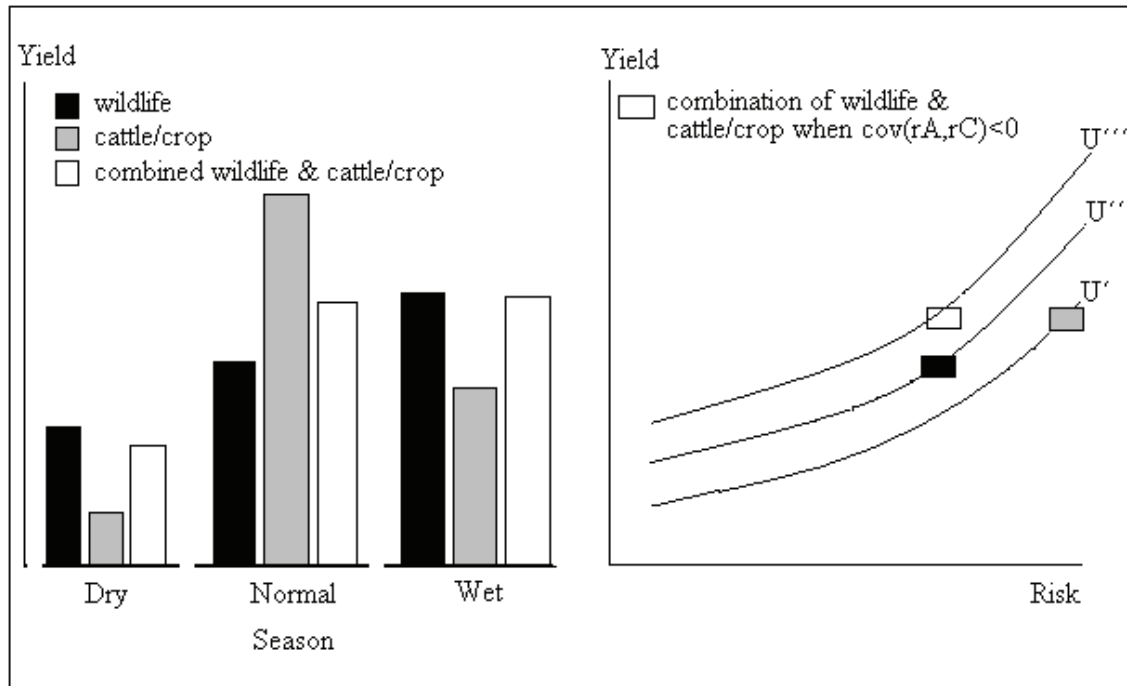 Yield
wildlife
cattle/crop
combined wildlife & cattle/crop
Dry
Normal
Wet
Season
Yield
combination of wildlife &
cattle/crop when cov(rA,rC)<0
U´´´
U´´
U´
Risk